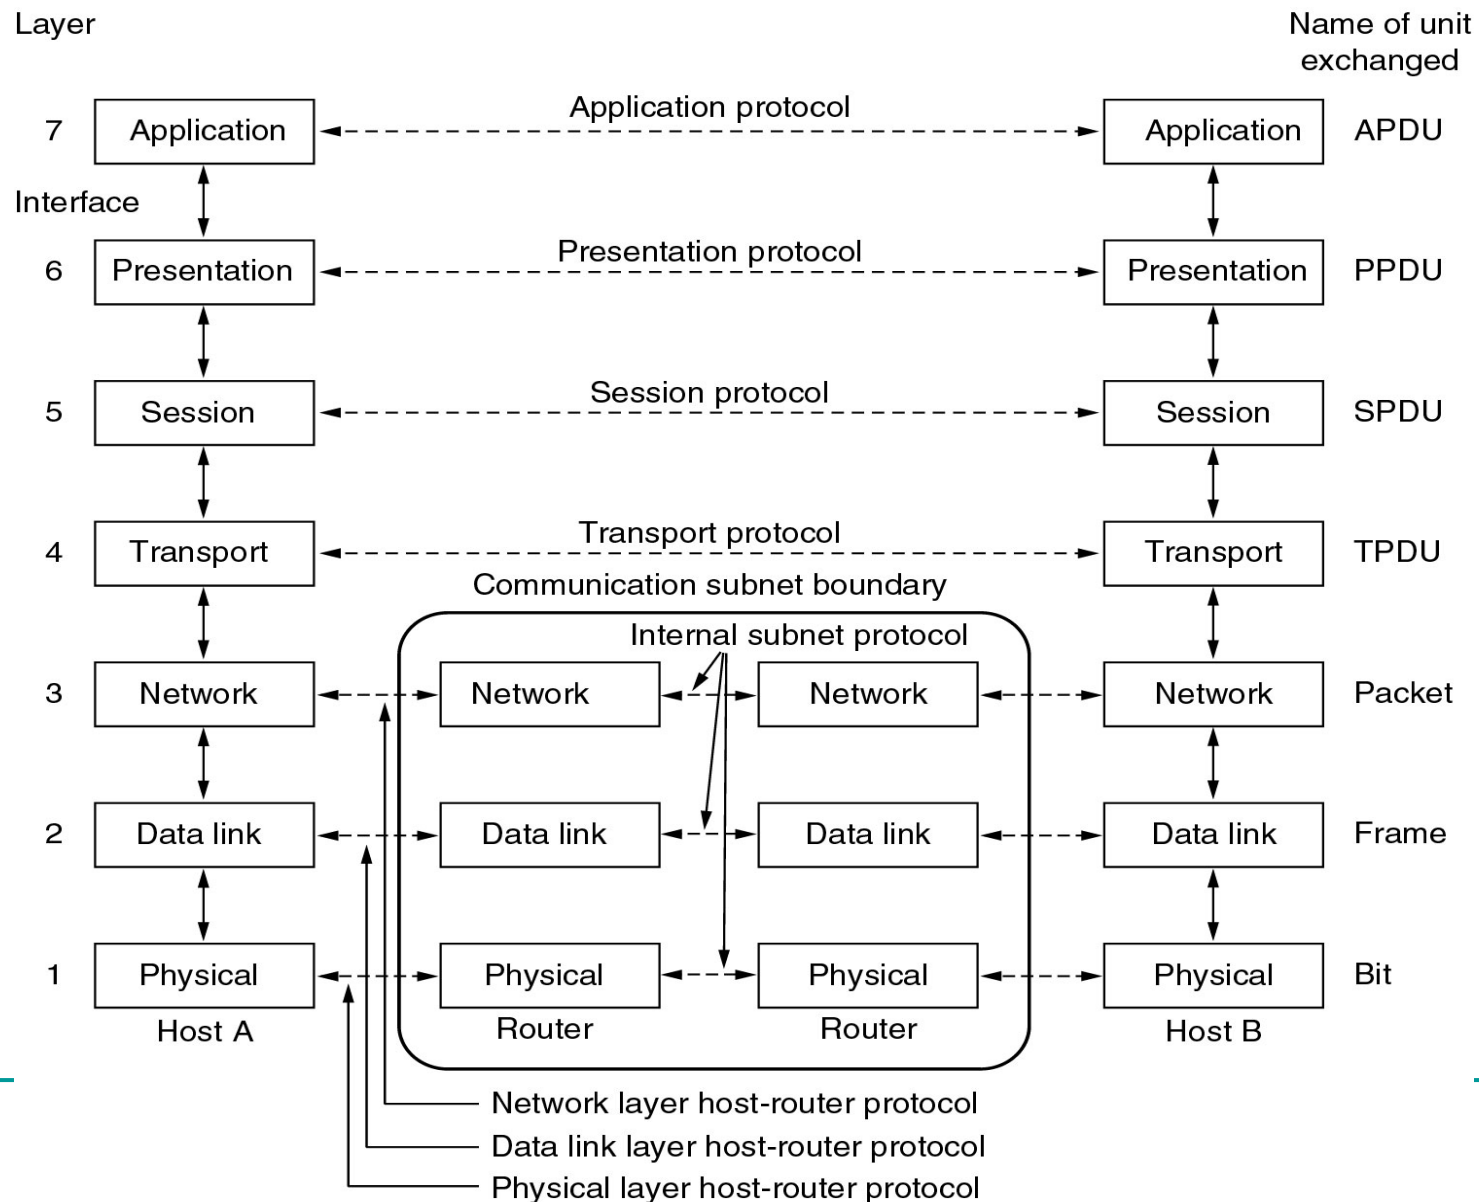 Layer
Name of unit
exchanged
Application protocol
7
Application
Application
APDU
Interface
Presentation protocol
6
Presentation
Presentation
PPDU
Session protocol
5
Session
Session
SPDU
Transport protocol
4
Transport
Transport
TPDU
Communication subnet boundary
Internal subnet protocol
3
Network
Network
Network
Network
Packet
2
Data link
Data link
Data link
Data link
Frame
1
Physical
Physical
Physical
Physical
Bit
Host A
Router
Router
Host B
Network layer host-router protocol
Data link layer host-router protocol
Physical layer host-router protocol